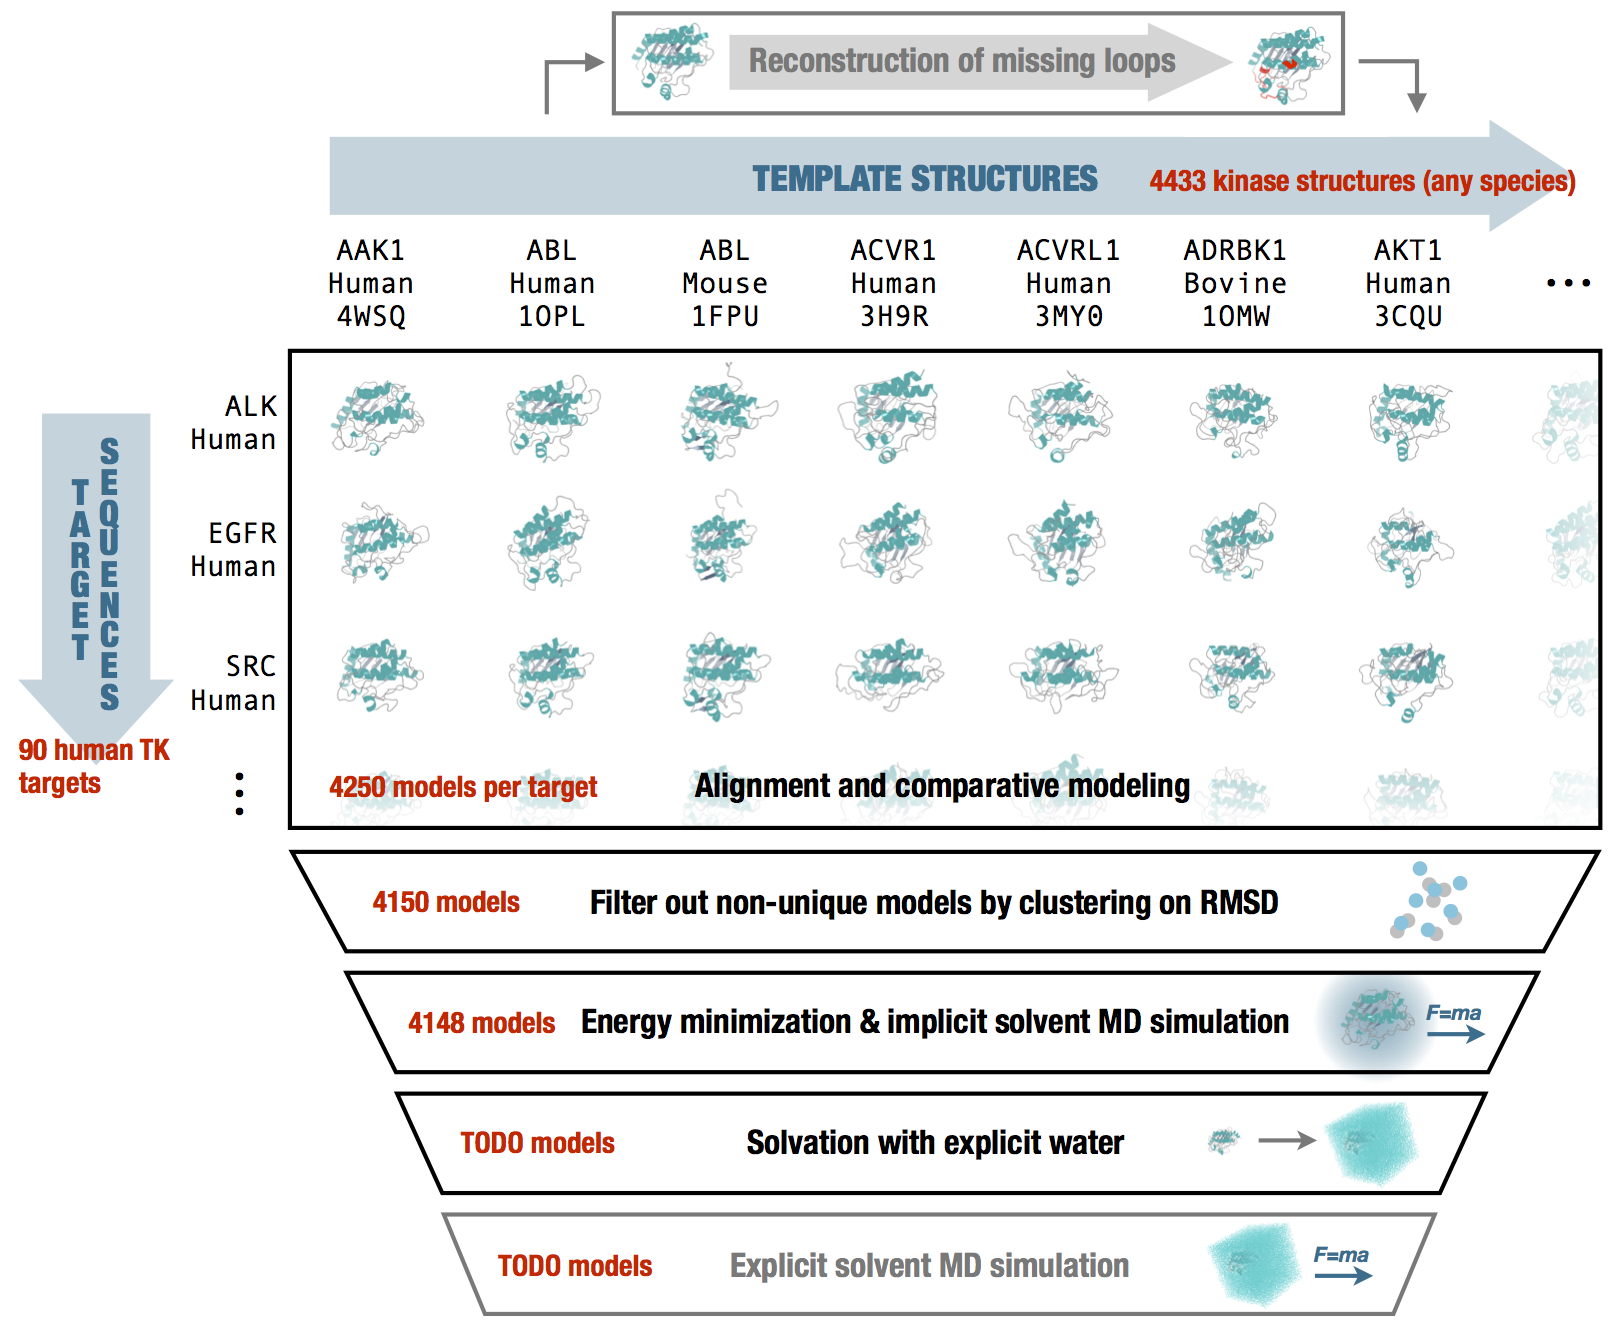 Reconstruction of missing loops
TEMPLATE STRUCTURES 4433 kinase structures (any species)
AAK1 ABL ABL ACVR1 ACVRL1 ADRBK1 AKT1
Human Human Mouse Human Human Bovine Human ...
4WSQ 1OPL 1FPU 3H9R 3MY0 1OMW 3CQU
TARGET
SEQUENCES
90 human TK
targets
ALK
Human
EGFR
Human
SRC
Human
4250 models per target Alignment and comparative modeling
4150 models Filter out non-unique models by clustering on RMSD
4148 models Energy minimization & implicit solvent MD simulation F=ma
TODO models Solvation with explicit water
TODO models Explicit solvent MD simulation F=ma